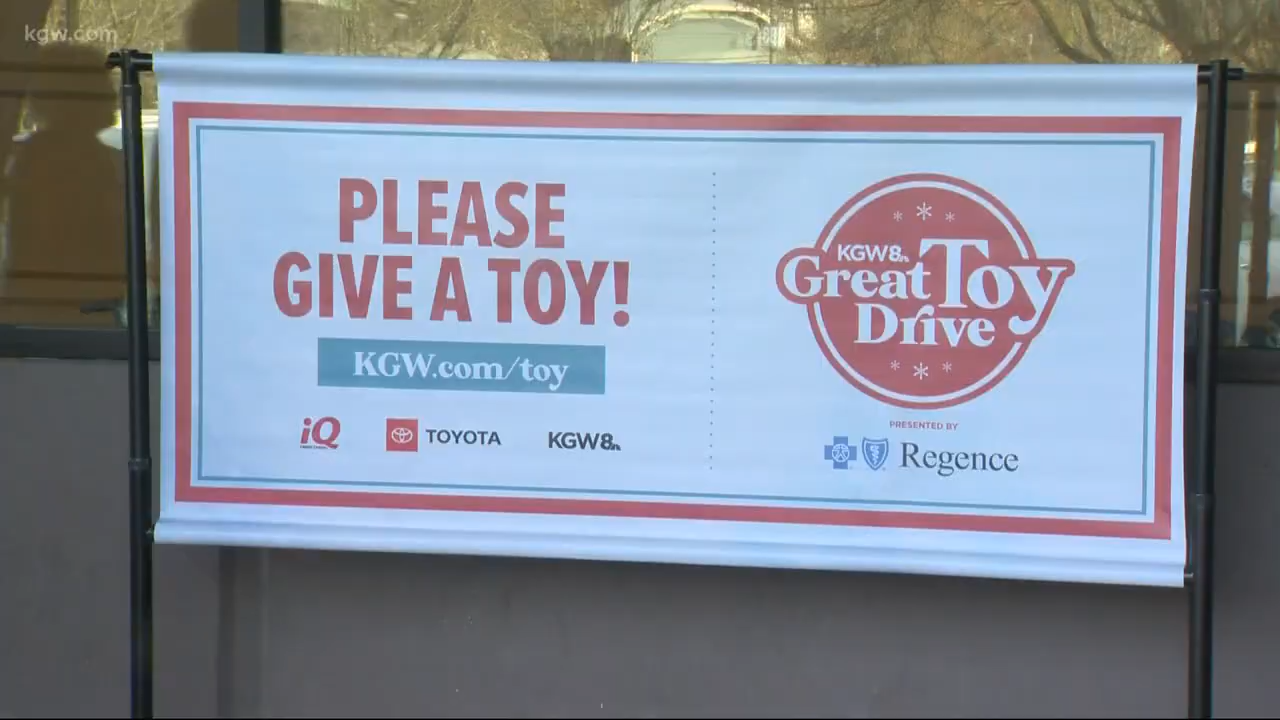 kgw.com
PLEASE
GIVE A TOY!
KGW.com/toy
iQ
TOYOTA
KGW8
KGW8
Great Toy
Drive
PRESENTED BY
Regence